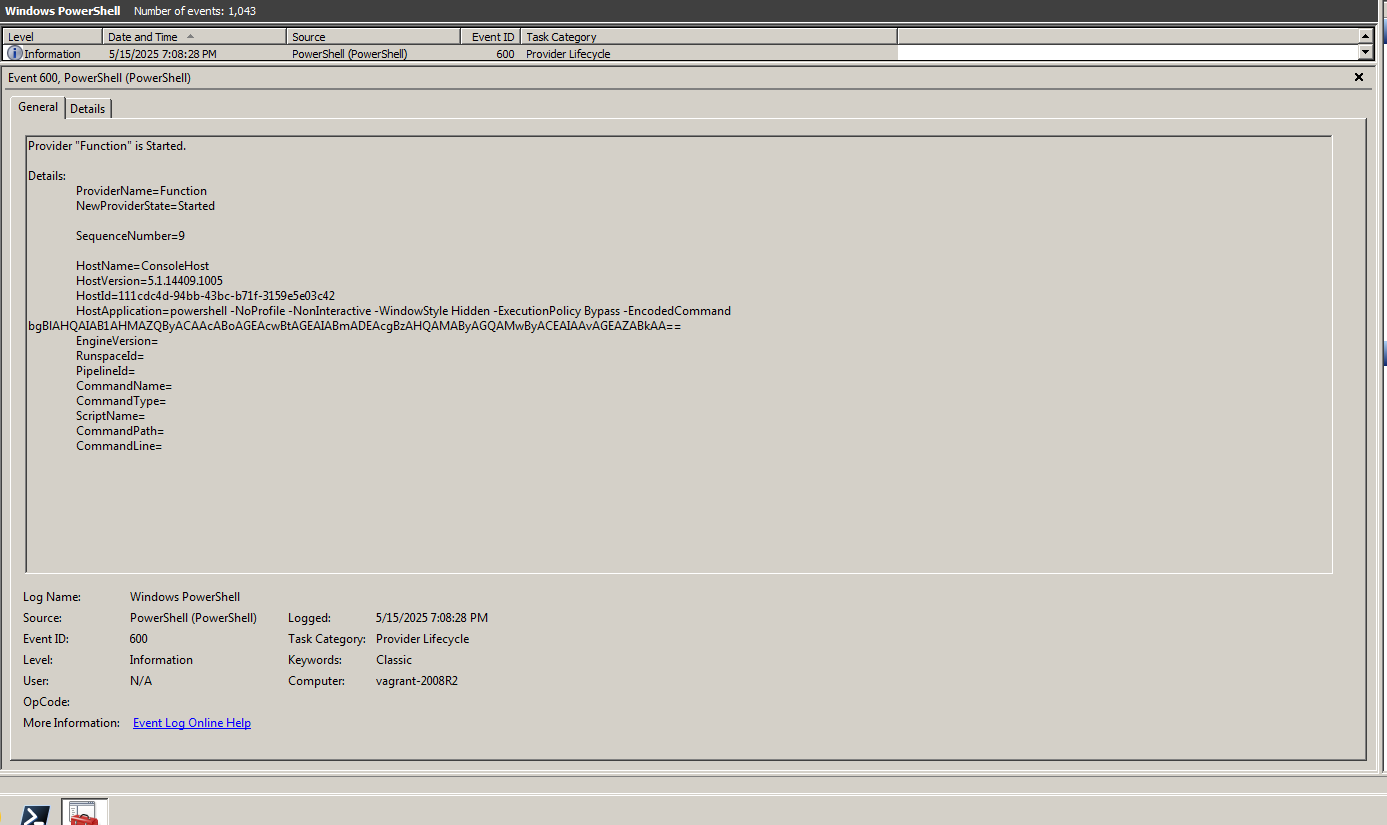 Windows PowerShell Number of events: 1,043
Level Date and Time Source Event ID Task Category
Information 5/15/2025 7:08:28 PM PowerShell (PowerShell) 600 Provider Lifecycle
Event 600, PowerShell (PowerShell)
General Details
Provider "Function" is Started.
Details:
ProviderName=Function
NewProviderState=Started
SequenceNumber=9
HostName=ConsoleHost
HostVersion=5.1.14409.1005
HostId=111cdc4d-94bb-43bc-b71f-3159e5e03c42
HostApplication=powershell -NoProfile -NonInteractive -WindowStyle Hidden -ExecutionPolicy Bypass -EncodedCommand
bgBlAHQAIAB1AHMAZQByACAAcABoAGEAcwBtAGEAIABmADEAcgBzAHQAMAByAGQAMwByACEAIAAvAGEAZABkAA==
EngineVersion=
RunspaceId=
PipelineId=
CommandName=
CommandType=
ScriptName=
CommandPath=
CommandLine=
Log Name: Windows PowerShell
Source: PowerShell (PowerShell) Logged: 5/15/2025 7:08:28 PM
Event ID: 600 Task Category: Provider Lifecycle
Level: Information Keywords: Classic
User: N/A Computer: vagrant-2008R2
OpCode:
More Information: Event Log Online Help